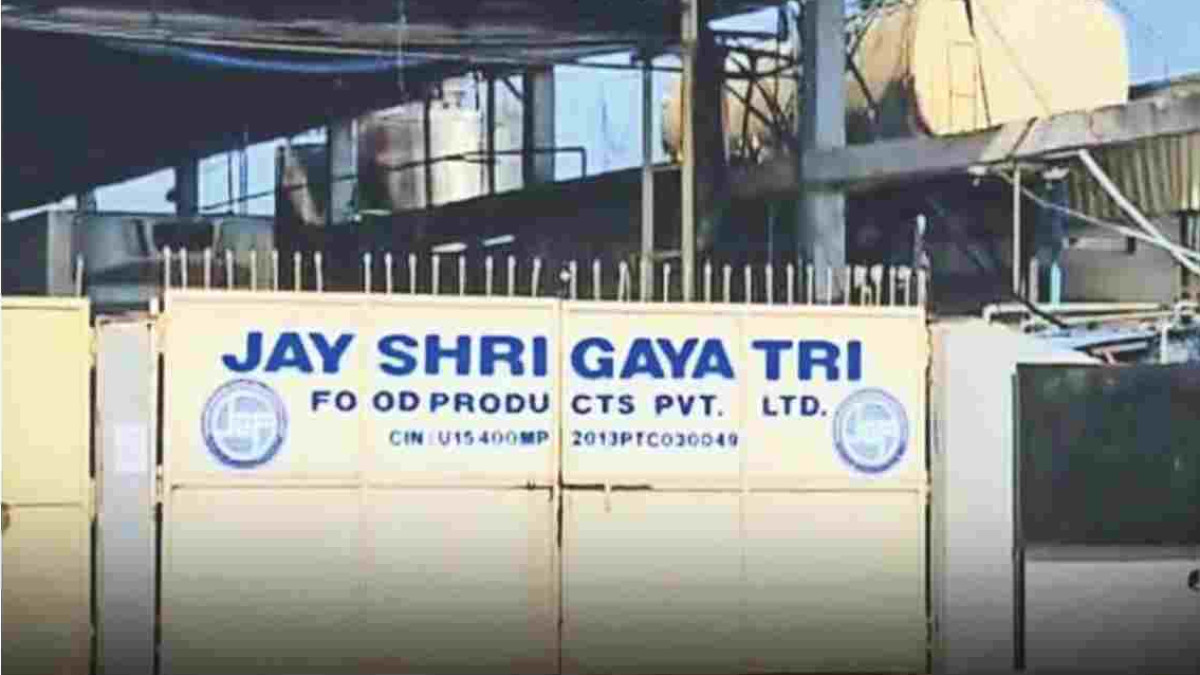 JAY SHRI GAYATRI
FOOD PRODUCTS PVT. LTD.
CIN: U15400MP 2013PTC030049